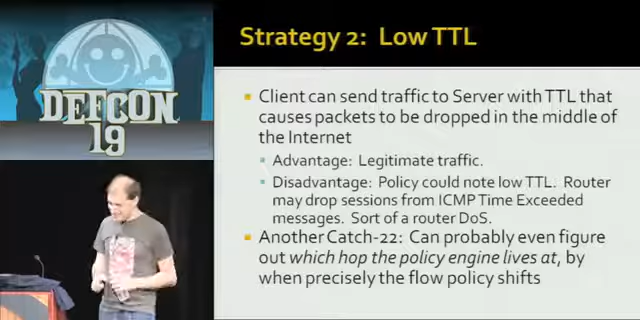 DEFCON
19
Strategy 2: Low TTL
Client can send traffic to Server with TTL that
causes packets to be dropped in the middle of
the Internet
Advantage: Legitimate traffic.
Disadvantage: Policy could note low TTL. Router
may drop sessions from ICMP Time Exceeded
messages. Sort of a router DoS.
Another Catch-22: Can probably even figure
out which hop the policy engine lives at, by
when precisely the flow policy shifts